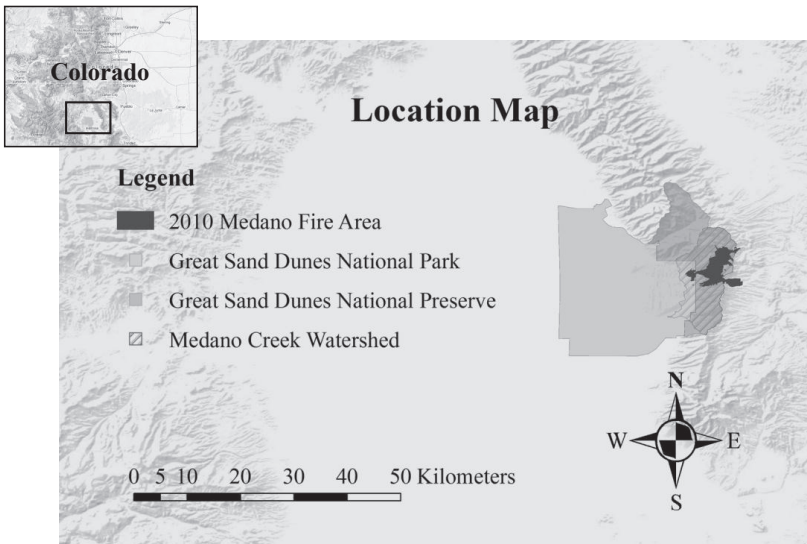 Colorado
Location Map
Legend
2010 Medano Fire Area
Great Sand Dunes National Park
Great Sand Dunes National Preserve
Medano Creek Watershed
N
W E
S
0 5 10 20 30 40 50 Kilometers